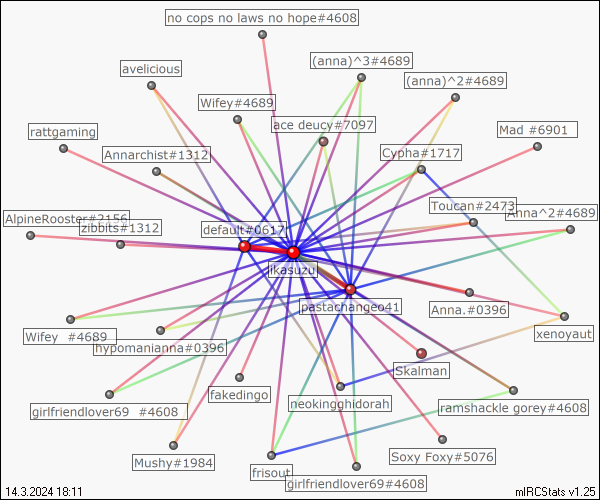 no cops no laws no hope#4608
(anna)^3#4689
avelicious
(anna)^2#4689
Wifey#4689
ace deucy#7097
rattgaming
Mad #6901
Annarchist#1312
Cypha#1717
Toucan#2473
Anna^2#4689
AlpineRooster#2156
zibbits#1312
default#0617
ikasuzu
pastachangeo41
Anna.#0396
Wifey #4689
xenoyaut
hypomanianna#0396
Skalman
fakedingo
neokingghidorah
ramshackle gorey#4608
girlfriendlover69 #4608
Soxy Foxy#5076
Mushy#1984
frisout
girlfriendlover69#4608
14.3.2024 18:11
mIRCStats v1.25